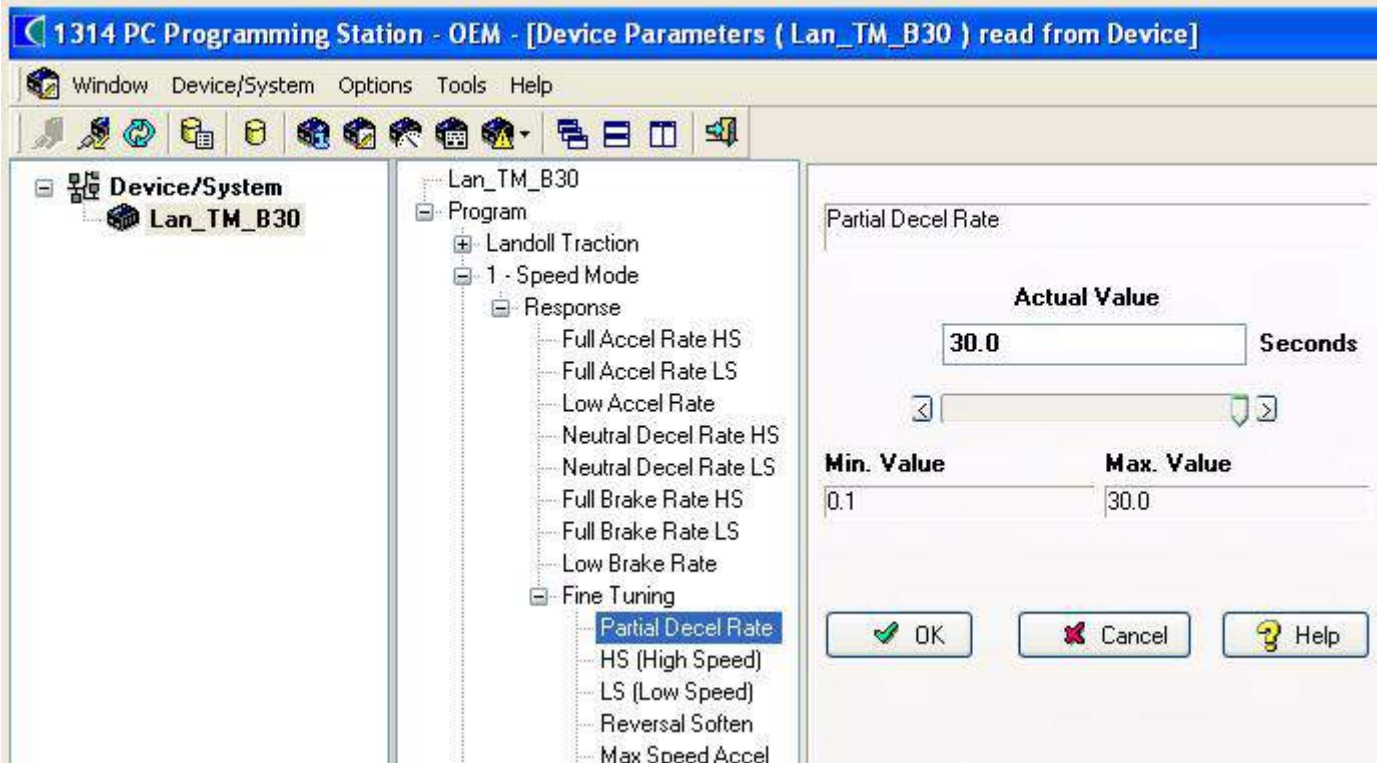 1314 PC Programming Station - OEM - [Device Parameters ( Lan_TM_B30 ) read from Device]
Window Device/System Options Tools Help
Device/System
Lan_TM_B30
Lan_TM_B30
Program
Landoll Traction
1 - Speed Mode
Response
Full Accel Rate HS
Full Accel Rate LS
Low Accel Rate
Neutral Decel Rate HS
Neutral Decel Rate LS
Full Brake Rate HS
Full Brake Rate LS
Low Brake Rate
Fine Tuning
Partial Decel Rate
HS (High Speed)
LS (Low Speed)
Reversal Soften
Max Speed Accel
Partial Decel Rate
Actual Value
30.0 Seconds
Min. Value Max. Value
0.1 30.0
OK Cancel Help